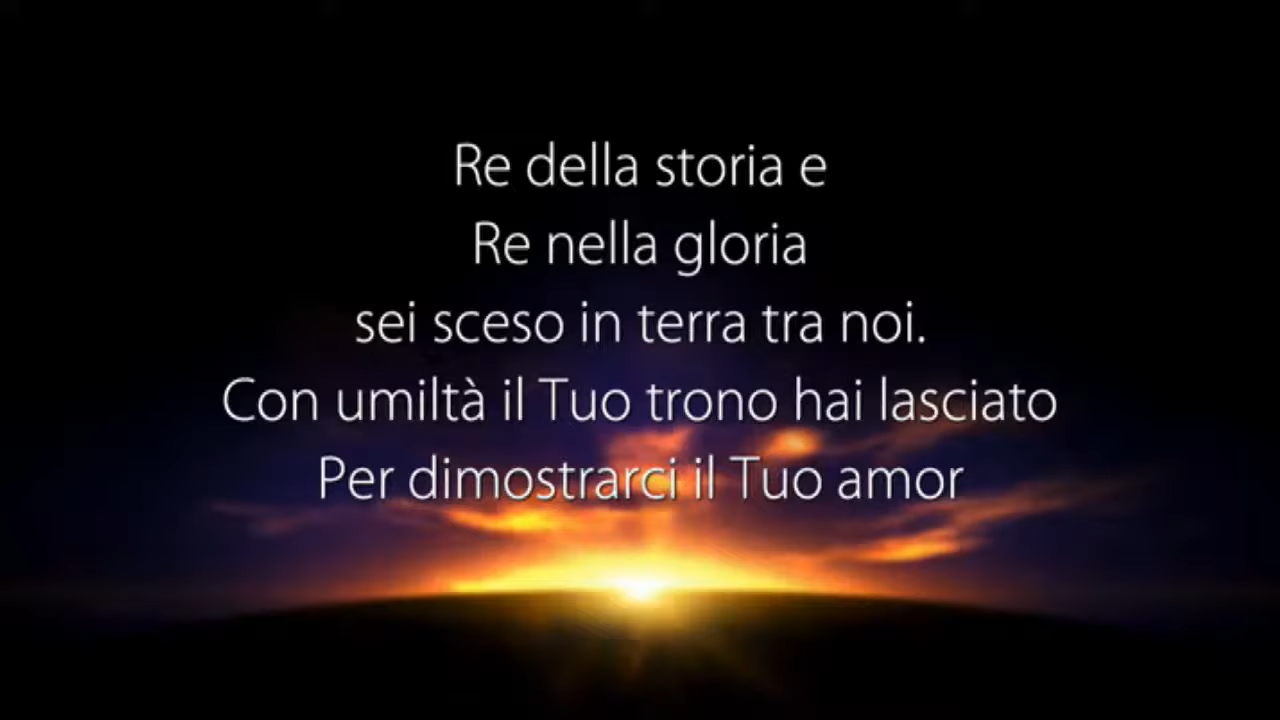 Re della storia e
Re nella gloria
sei sceso in terra tra noi.
Con umiltà il Tuo trono hai lasciato
Per dimostrarci il Tuo amor